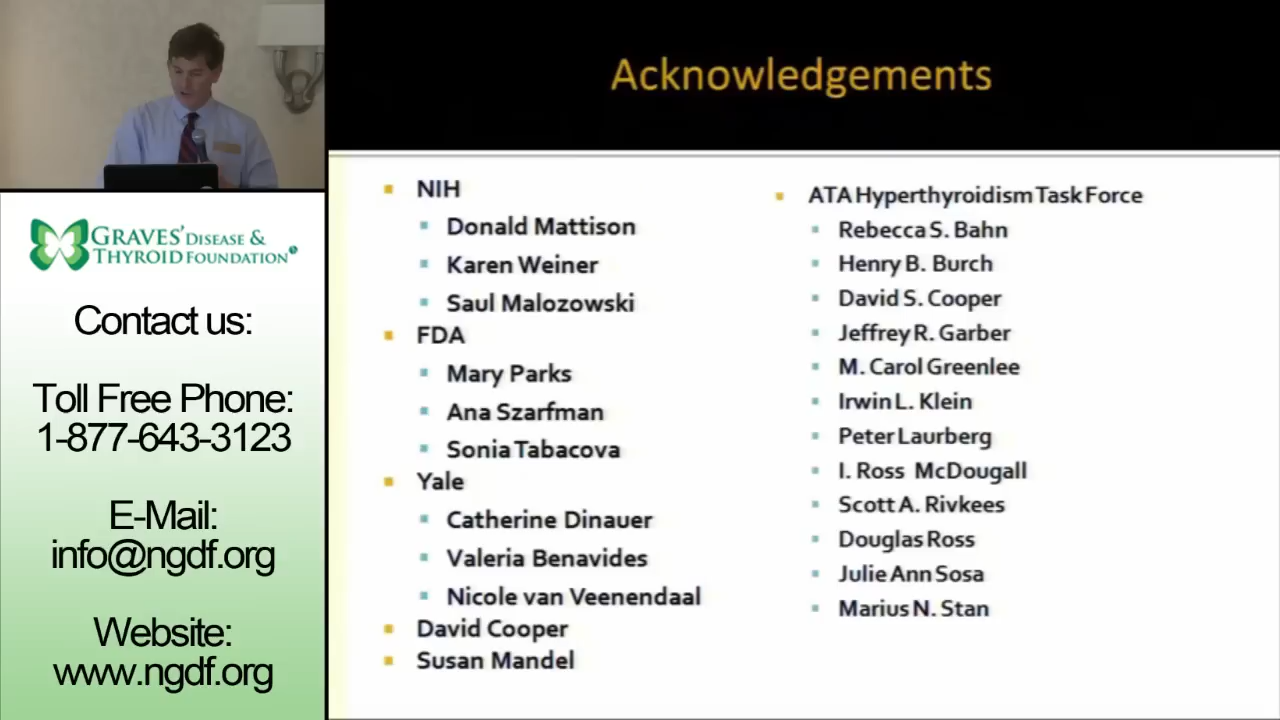 Acknowledgements
NIH
Donald Mattison
Karen Weiner
Saul Malozowski
FDA
Mary Parks
Ana Szarfman
Sonia Tabacova
Yale
Catherine Dinauer
Valeria Benavides
Nicole van Veenendaal
David Cooper
Susan Mandel
ATA Hyperthyroidism Task Force
Rebecca S. Bahn
Henry B. Burch
David S. Cooper
Jeffrey R. Garber
M. Carol Greenlee
Irwin L. Klein
Peter Laurberg
I. Ross McDougall
Scott A. Rivkees
Douglas Ross
Julie Ann Sosa
Marius N. Stan
GRAVES' DISEASE &
THYROID FOUNDATION
Contact us:
Toll Free Phone:
1-877-643-3123
E-Mail:
info@ngdf.org
Website:
www.ngdf.org